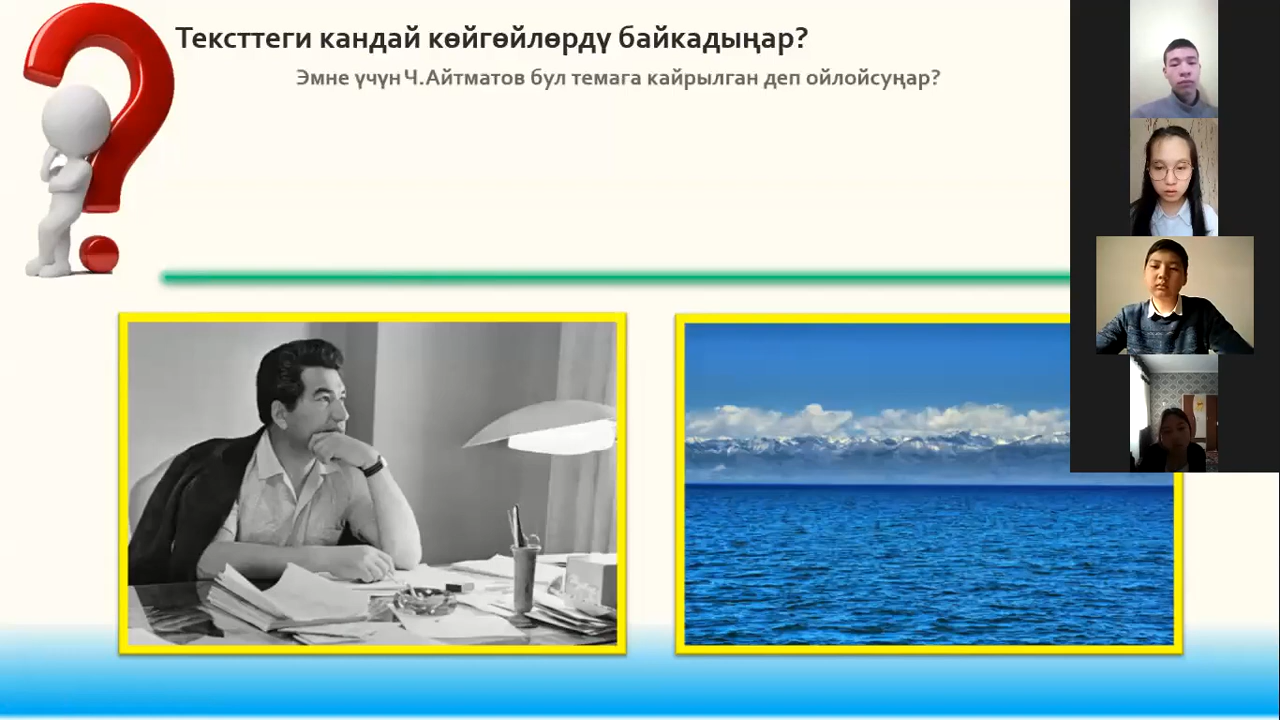 Тексттеги кандай көйгөйлөрдү байкадыңар?
Эмне үчүн Ч.Айтматов бул темага кайрылган деп ойлойсуңар?